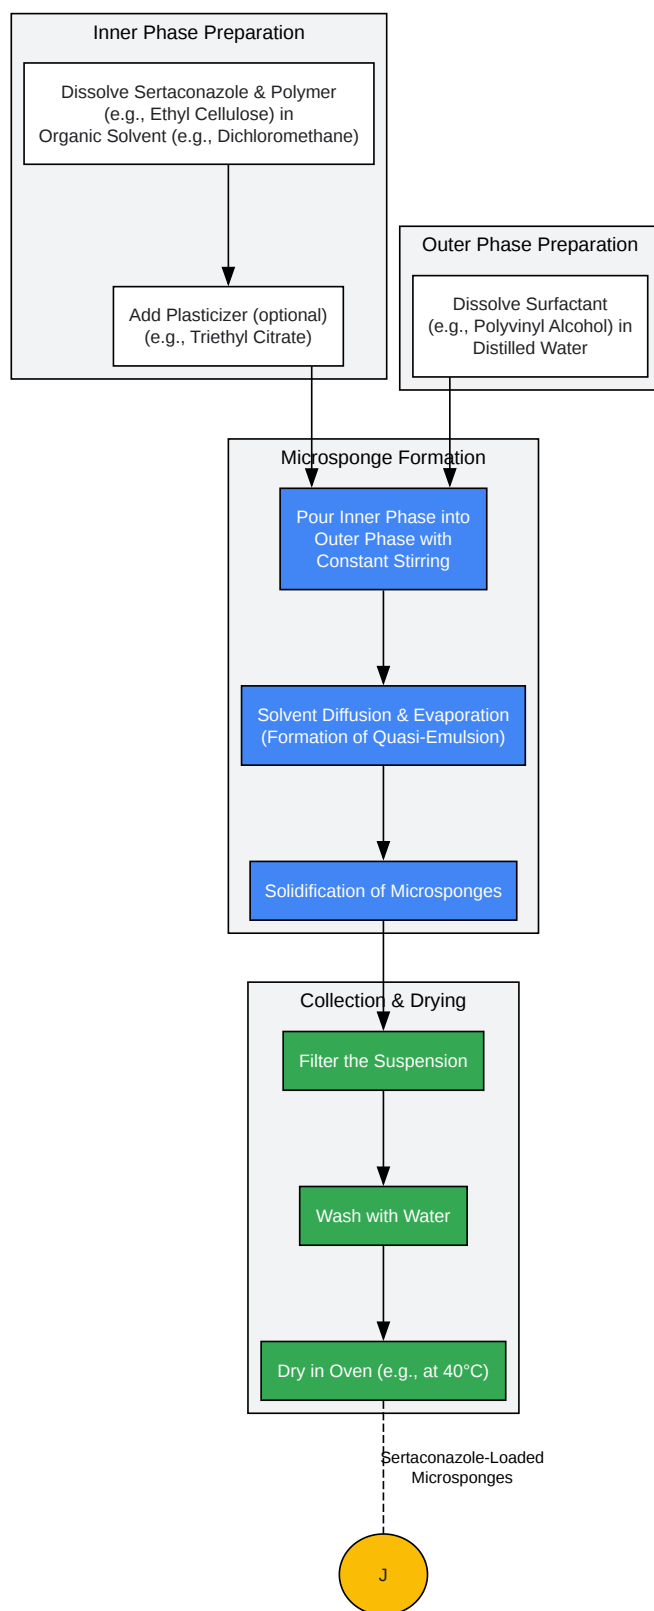 Inner Phase Preparation
Dissolve Sertaconazole & Polymer
(e.g., Ethyl Cellulose) in
Organic Solvent (e.g., Dichloromethane)
Add Plasticizer (optional)
(e.g., Triethyl Citrate)
Outer Phase Preparation
Dissolve Surfactant
(e.g., Polyvinyl Alcohol) in
Distilled Water
Microsponge Formation
Pour Inner Phase into
Outer Phase with
Constant Stirring
Solvent Diffusion & Evaporation
(Formation of Quasi-Emulsion)
Solidification of Microsponges
Collection & Drying
Filter the Suspension
Wash with Water
Dry in Oven (e.g., at 40°C)
Sertaconazole-Loaded
Microsponges
J